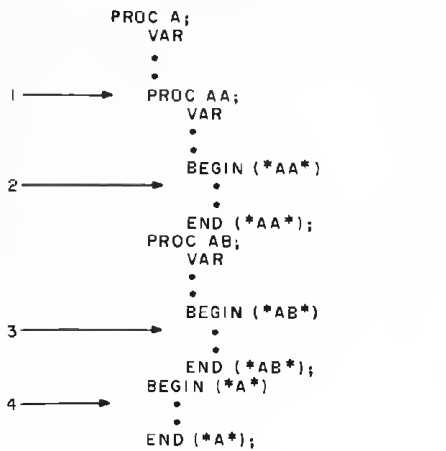 PROC A;
VAR
1 PROC AA;
VAR
BEGIN (*AA*)
2
END (*AA*);
PROC AB;
VAR
BEGIN (*AB*)
3
END (*AB*);
BEGIN (*A*)
4
END (*A*);